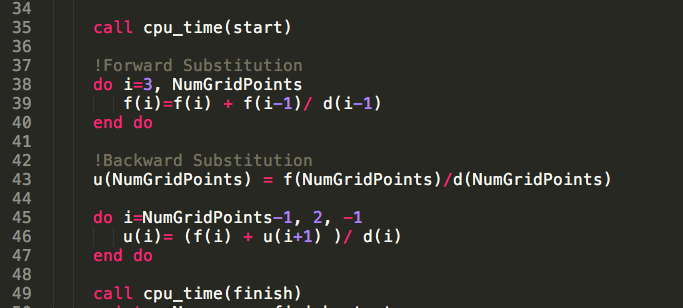 34
35 call cpu_time(start)
36
37 !Forward Substitution
38 do i=3, NumGridPoints
39 f(i)=f(i) + f(i-1)/ d(i-1)
40 end do
41
42 !Backward Substitution
43 u(NumGridPoints) = f(NumGridPoints)/d(NumGridPoints)
44
45 do i=NumGridPoints-1, 2, -1
46 u(i)= (f(i) + u(i+1) )/ d(i)
47 end do
48
49 call cpu_time(finish)